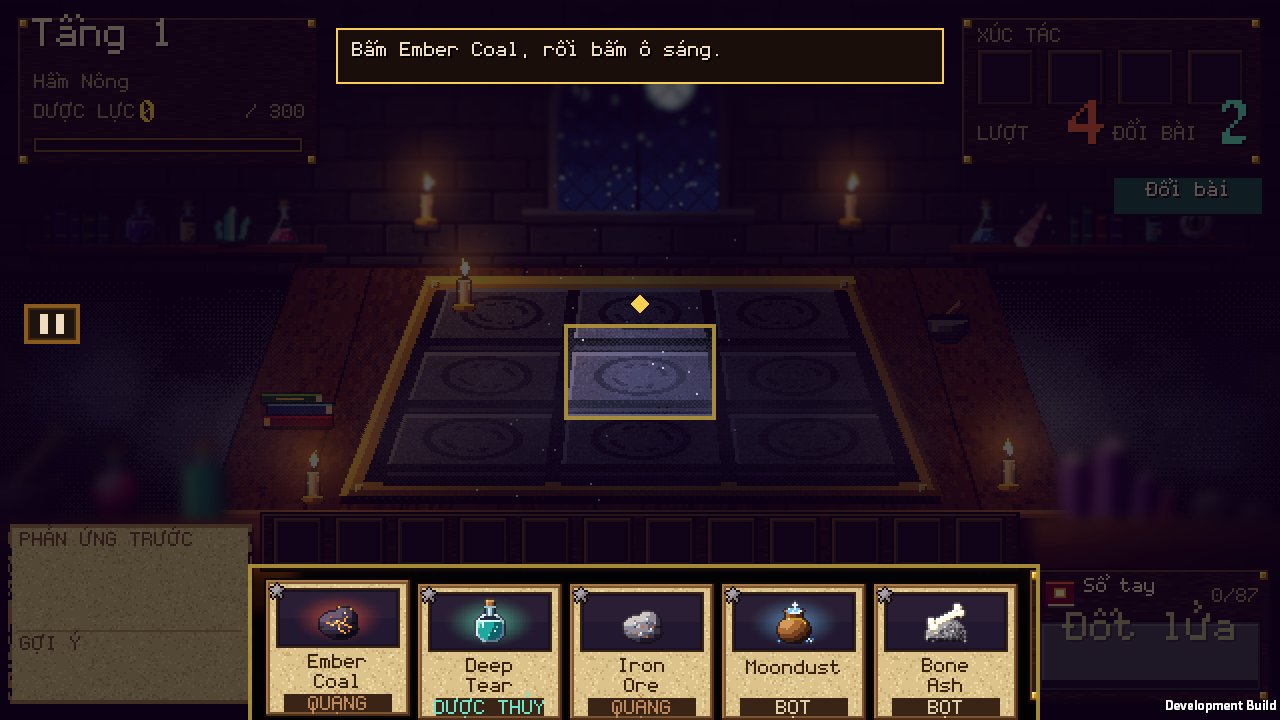 Tầng 1
Hầm Nông
DƯỢC LỰC 0 / 300
Bấm Ember Coal, rồi bấm ô sáng.
XÚC TÁC
LƯỢT 4 ĐỔI BÀI 2
Đổi bài
PHẢN ỨNG TRƯỚC
GỢI Ý
Ember
Coal
QUẶNG
Deep
Tear
DƯỢC THỦY
Iron
Ore
QUẶNG
Moondust
BỘT
Bone
Ash
BỘT
Sổ tay 0/87
Đốt lửa
Development Build